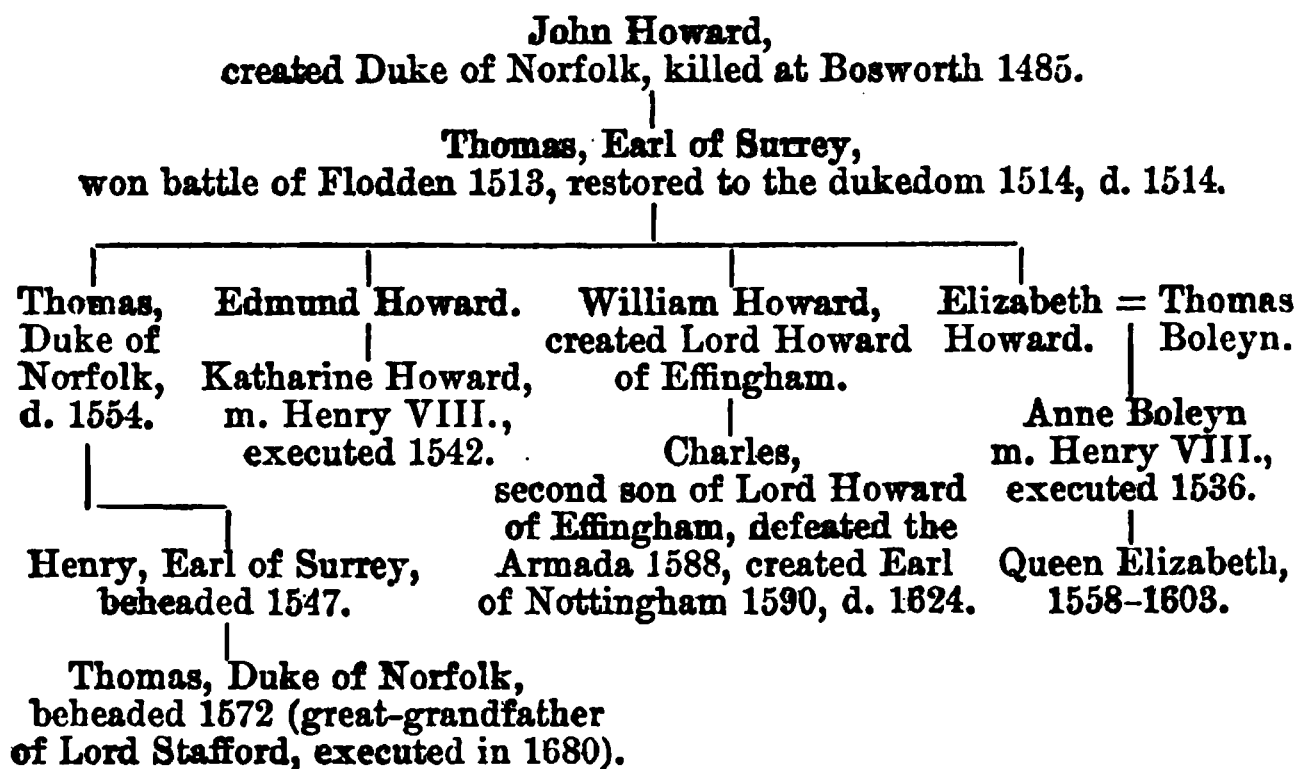 John Howard,
created Duke of Norfolk, killed at Bosworth 1485.
Thomas, Earl of Surrey,
won battle of Flodden 1513, restored to the dukedom 1514, d. 1514.
Thomas,
Duke of
Norfolk,
d. 1554.
Edmund Howard.
Katharine Howard,
m. Henry VIII.,
executed 1542.
William Howard,
created Lord Howard
of Effingham.
Charles,
second son of Lord Howard
of Effingham, defeated the
Armada 1588, created Earl
of Nottingham 1590, d. 1624.
Elizabeth = Thomas
Howard. Boleyn.
Anne Boleyn
m. Henry VIII.,
executed 1536.
Queen Elizabeth,
1558-1603.
Henry, Earl of Surrey,
beheaded 1547.
Thomas, Duke of Norfolk,
beheaded 1572 (great-grandfather
of Lord Stafford, executed in 1680).